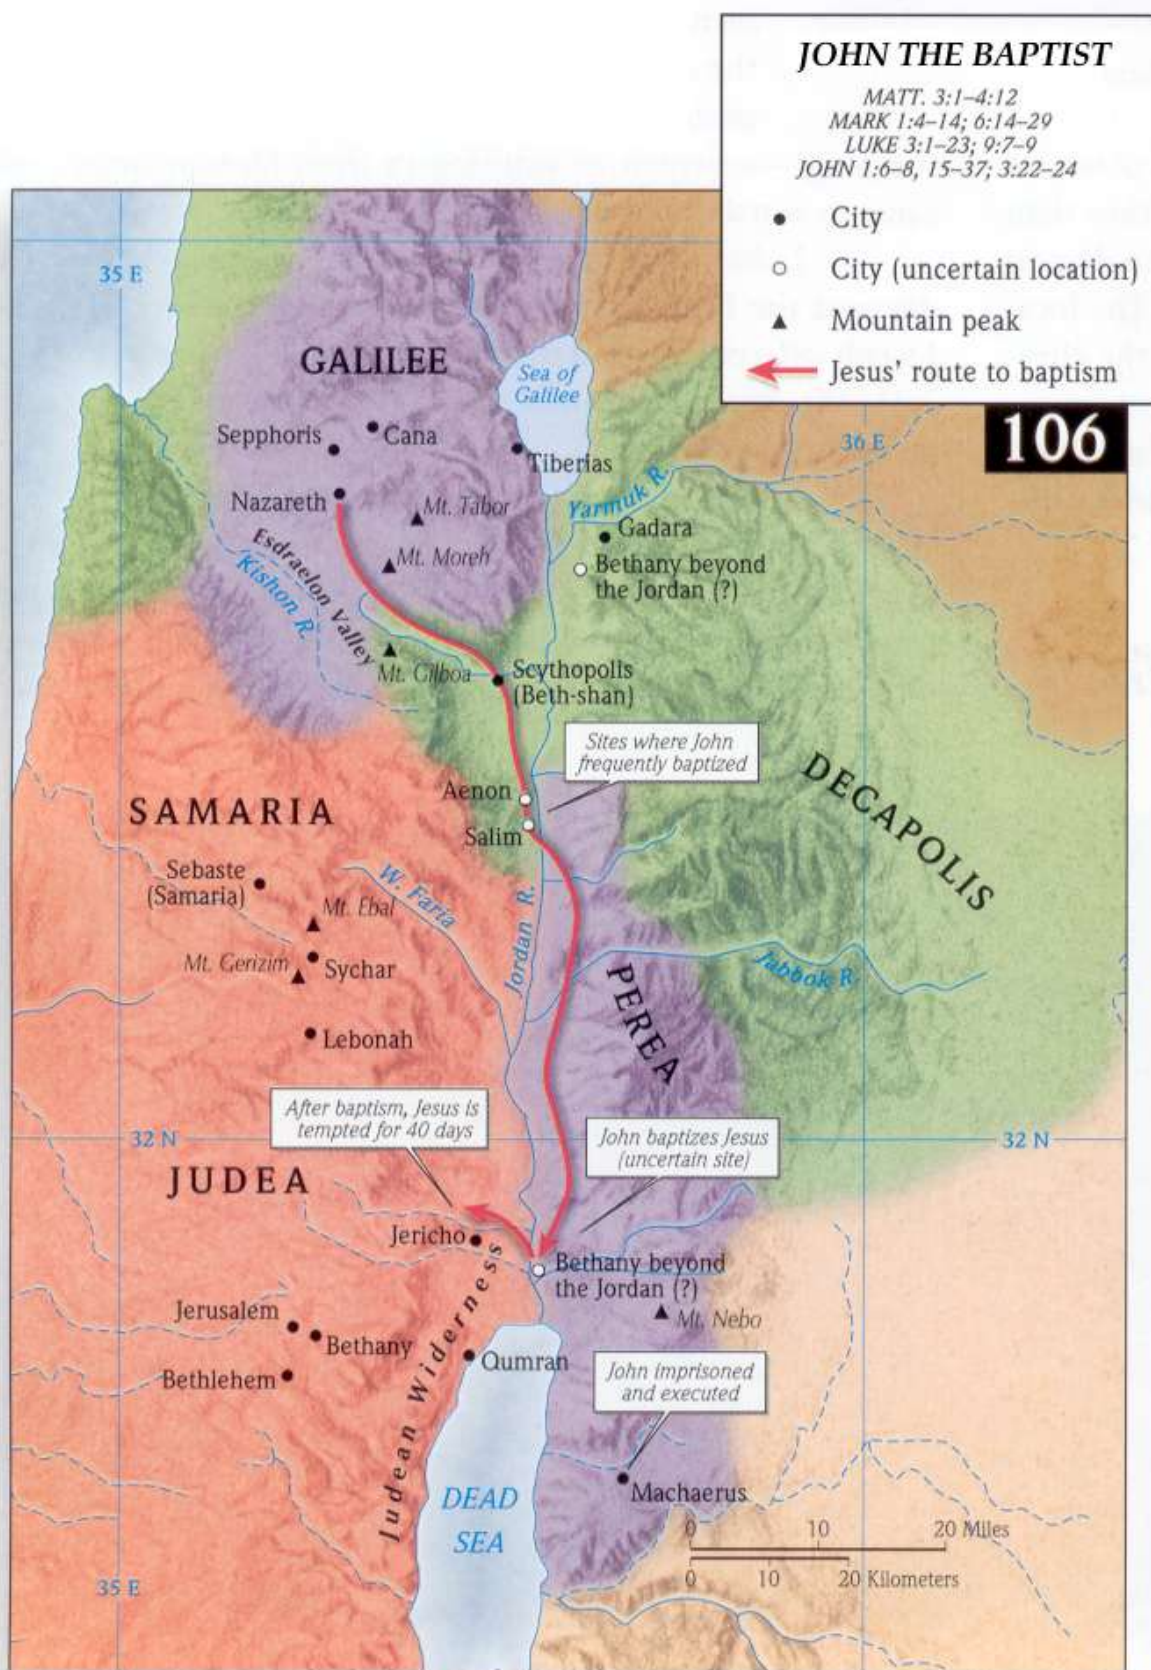 JOHN THE BAPTIST
MATT. 3:1–4:12
MARK 1:4–14; 6:14–29
LUKE 3:1–23; 9:7–9
JOHN 1:6–8, 15–37; 3:22–24
City
City (uncertain location)
Mountain peak
Jesus' route to baptism
106
35 E
36 E
GALILEE
Sea of
Galilee
Sepphoris
Cana
Tiberias
Nazareth
Mt. Tabor
Yarmuk R.
Gadara
Mt. Moreh
Bethany beyond
the Jordan (?)
Esdraelon Valley
Kishon R.
Mt. Gilboa
Scythopolis
(Beth-shan)
Sites where John
frequently baptized
DECAPOLIS
Aenon
Salim
SAMARIA
Sebaste
(Samaria)
W. Faria
Mt. Ebal
Mt. Gerizim
Sychar
Jordan R.
Jabbok R.
PEREA
Lebonah
After baptism, Jesus is
tempted for 40 days
32 N
John baptizes Jesus
(uncertain site)
32 N
JUDEA
Jericho
Bethany beyond
the Jordan (?)
Mt. Nebo
Jerusalem
Bethany
Bethlehem
Judean Widerness
Qumran
John imprisoned
and executed
Machaerus
DEAD
SEA
0 10 20 Miles
0 10 20 Kilometers
35 E